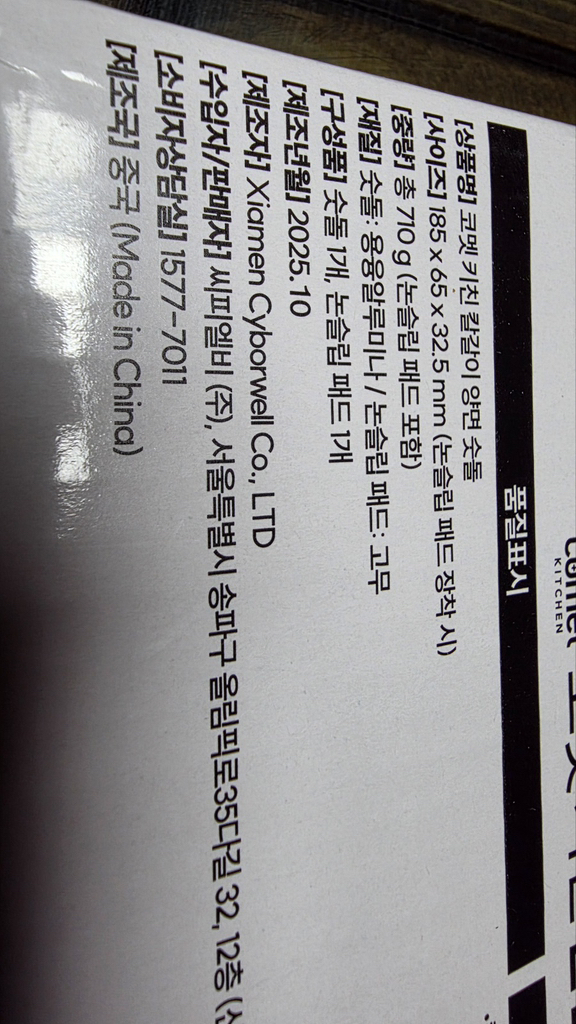 comet
KITCHEN
품질표시
[상품명] 코멧 키친 칼갈이 양면 숫돌
[사이즈] 185 x 65 x 32.5 mm (논슬립 패드 장착 시)
[중량] 총 710 g (논슬립 패드 포함)
[재질] 숫돌: 용융알루미나 / 논슬립 패드: 고무
[구성품] 숫돌 1개, 논슬립 패드 1개
[제조년월] 2025. 10
[제조자] Xiamen Cyborwell Co., LTD
[수입자/판매자] 씨피엘비 (주), 서울특별시 송파구 올림픽로35다길 32, 12층
[소비자상담실] 1577-7011
[제조국] 중국 (Made in China)